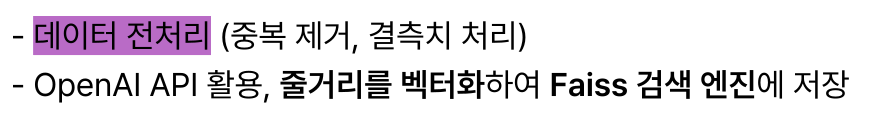 - 데이터 전처리 (중복 제거, 결측치 처리)
- OpenAI API 활용, 줄거리를 벡터화하여 Faiss 검색 엔진에 저장